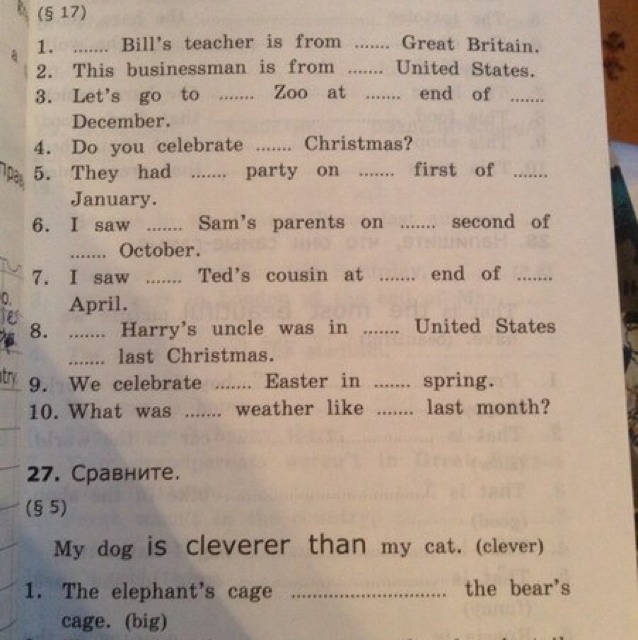 (§ 17)
1. ....... Bill's teacher is from ....... Great Britain.
2. This businessman is from ....... United States.
3. Let's go to ....... Zoo at ....... end of .......
December.
4. Do you celebrate ....... Christmas?
5. They had ....... party on ....... first of .......
January.
6. I saw ....... Sam's parents on ....... second of
....... October.
7. I saw ....... Ted's cousin at ....... end of .......
April.
8. ....... Harry's uncle was in ....... United States
....... last Christmas.
9. We celebrate ....... Easter in ....... spring.
10. What was ....... weather like ....... last month?
27. Сравните.
(§ 5)
My dog is cleverer than my cat. (clever)
1. The elephant's cage .............................. the bear's
cage. (big)